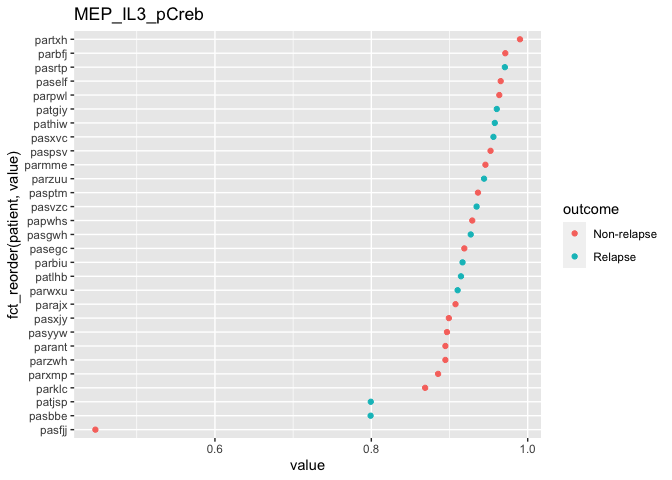 MEP_IL3_pCreb
fct_reorder(patient, value)
partxh
parbfj
pasrtp
paself
parpwl
patgiy
pathiw
pasxvc
paspsv
parmme
parzuu
pasptm
pasvzc
papwhs
pasgwh
pasegc
parbiu
patlhb
parwxu
parajx
pasxjy
pasyyw
parant
parzwh
parxmp
parklc
patjsp
pasbbe
pasfjj
0.6 0.8 1.0
value
outcome
Non-relapse
Relapse